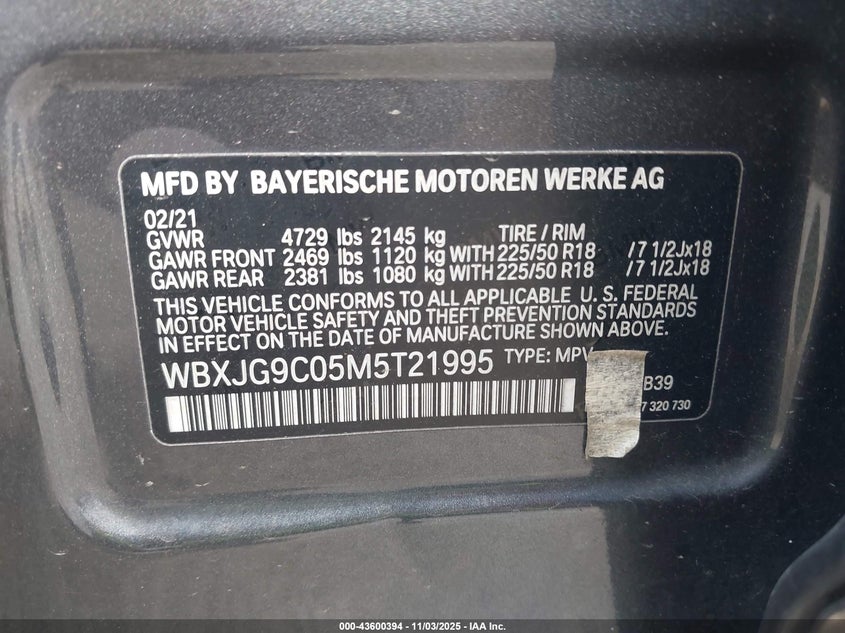 MFD BY BAYERISCHE MOTOREN WERKE AG
02/21
GVWR 4729 lbs 2145 kg TIRE / RIM
GAWR FRONT 2469 lbs 1120 kg WITH 225/50 R18 /7 1/2Jx18
GAWR REAR 2381 lbs 1080 kg WITH 225/50 R18 /7 1/2Jx18
THIS VEHICLE CONFORMS TO ALL APPLICABLE U. S. FEDERAL
MOTOR VEHICLE SAFETY AND THEFT PREVENTION STANDARDS
IN EFFECT ON THE DATE OF MANUFACTURE SHOWN ABOVE.
WBXJG9C05M5T21995 TYPE: MPV
B39
7 320 730
000-43600394 - 11/03/2025 - IAA Inc.